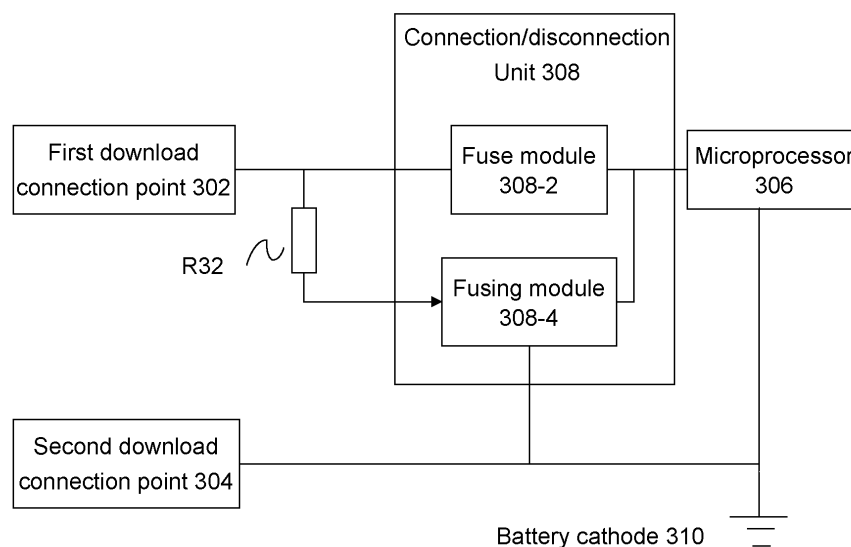 Connection/disconnection
Unit 308
First download
connection point 302
Fuse module
308-2
Microprocessor
306
R32
Fusing module
308-4
Second download
connection point 304
Battery cathode 310